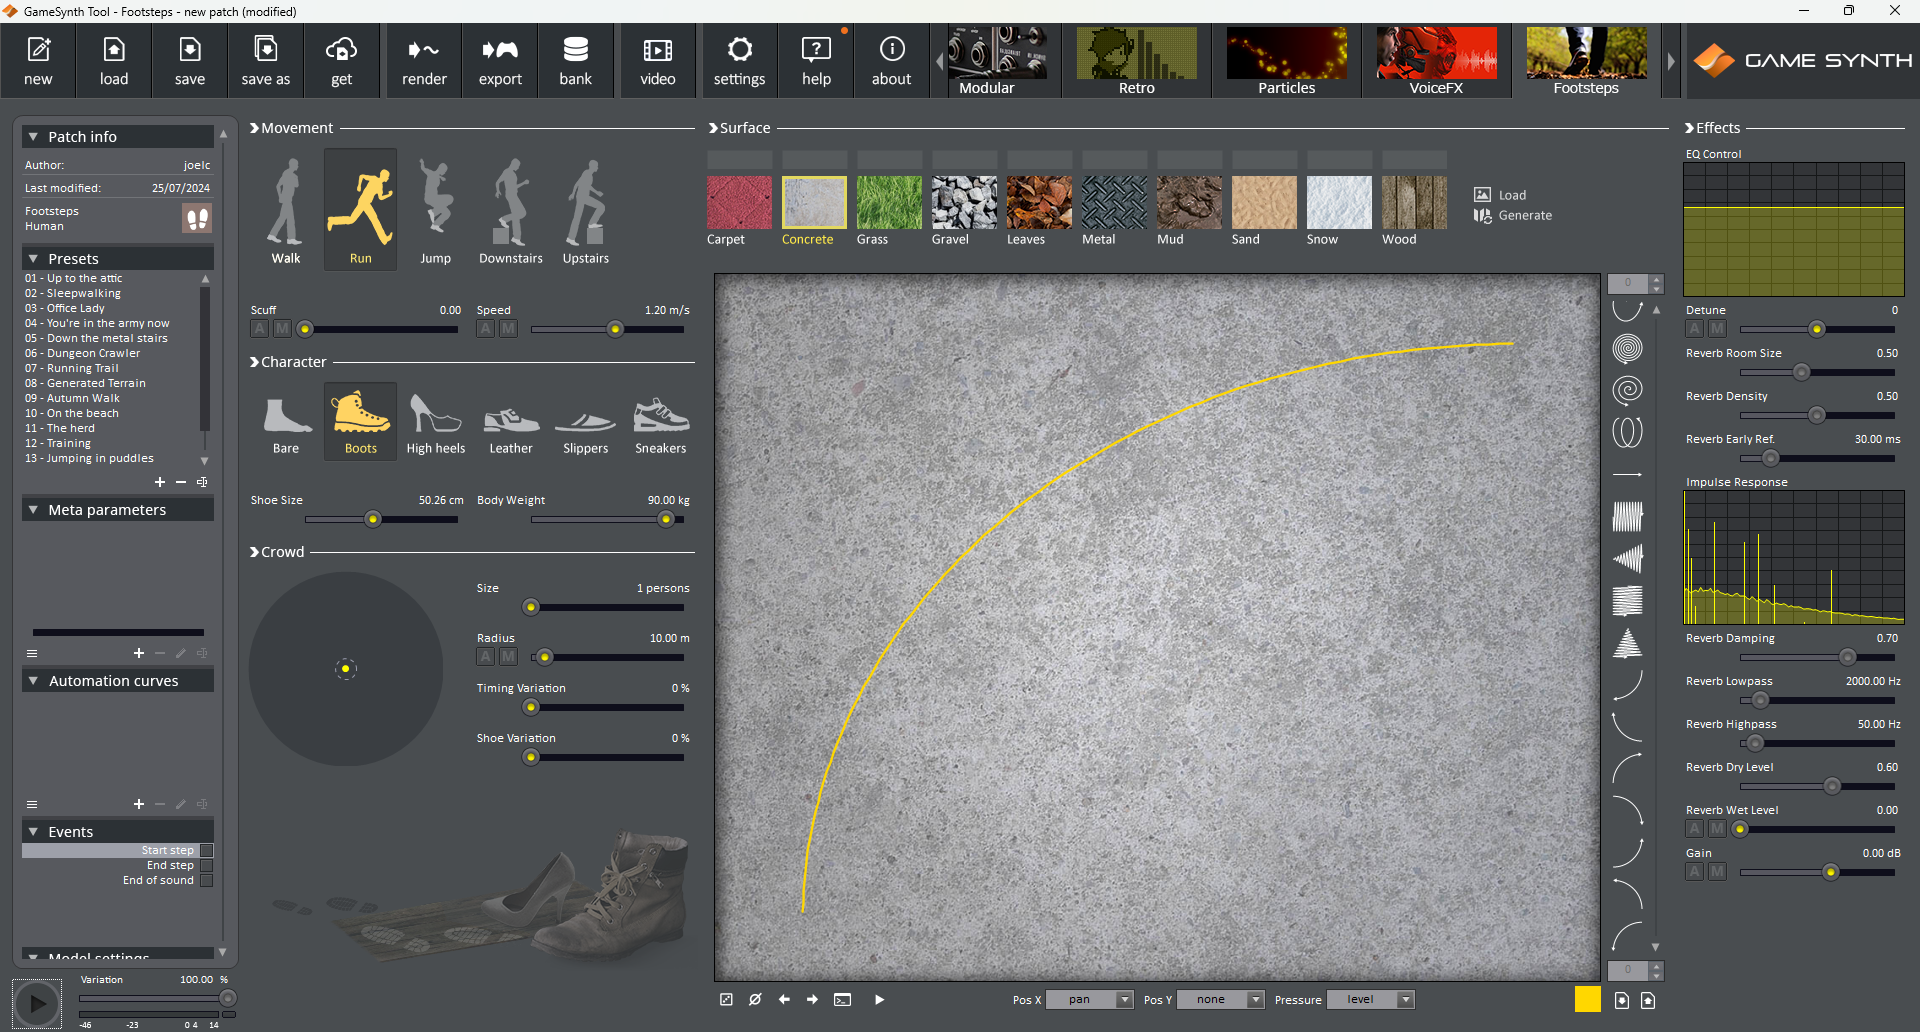 GameSynth Tool - Footsteps - new patch (modified)
new
load
save
save as
get
render
export
bank
video
settings
help
about
Modular
Retro
Particles
VoiceFX
Footsteps
GAME SYNTH
Patch info
Author: joelc
Last modified: 25/07/2024
Footsteps
Human
Presets
01 - Up to the attic
02 - Sleepwalking
03 - Office Lady
04 - You're in the army now
05 - Down the metal stairs
06 - Dungeon Crawler
07 - Running Trail
08 - Generated Terrain
09 - Autumn Walk
10 - On the beach
11 - The herd
12 - Training
13 - Jumping in puddles
Meta parameters
Automation curves
Events
Start step
End step
End of sound
Model settings
Variation 100.00 %
-46 -23 0 4 14
Movement
Walk
Run
Jump
Downstairs
Upstairs
Scuff 0.00
A M
Speed 1.20 m/s
A M
Character
Bare
Boots
High heels
Leather
Slippers
Sneakers
Shoe Size 50.26 cm
Body Weight 90.00 kg
Crowd
Size 1 persons
Radius 10.00 m
A M
Timing Variation 0 %
Shoe Variation 0 %
Surface
Carpet
Concrete
Grass
Gravel
Leaves
Metal
Mud
Sand
Snow
Wood
Load
Generate
0
0
Pos X pan
Pos Y none
Pressure level
Effects
EQ Control
Detune 0
A M
Reverb Room Size 0.50
Reverb Density 0.50
Reverb Early Ref. 30.00 ms
Impulse Response
Reverb Damping 0.70
Reverb Lowpass 2000.00 Hz
Reverb Highpass 50.00 Hz
Reverb Dry Level 0.60
Reverb Wet Level 0.00
A M
Gain 0.00 dB
A M